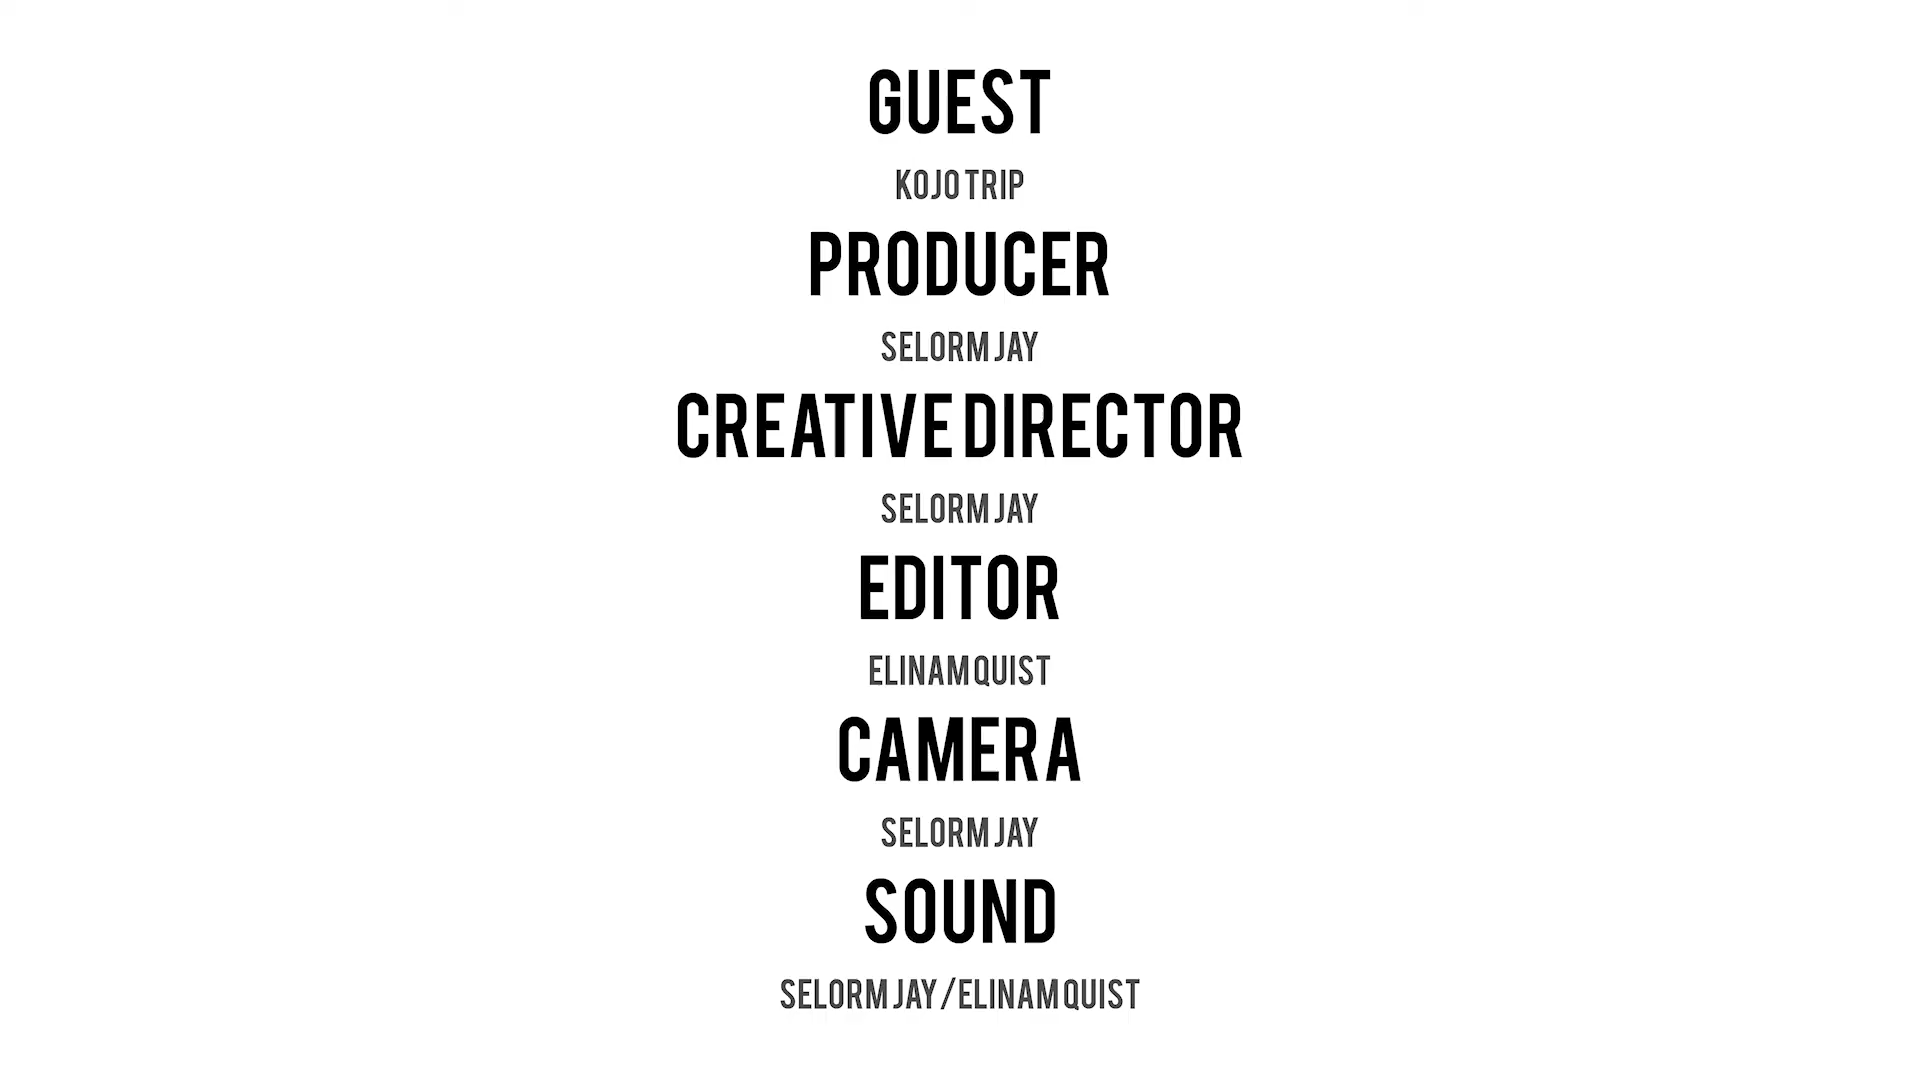 GUEST
KOJO TRIP
PRODUCER
SELORM JAY
CREATIVE DIRECTOR
SELORM JAY
EDITOR
ELINAM QUIST
CAMERA
SELORM JAY
SOUND
SELORM JAY / ELINAM QUIST